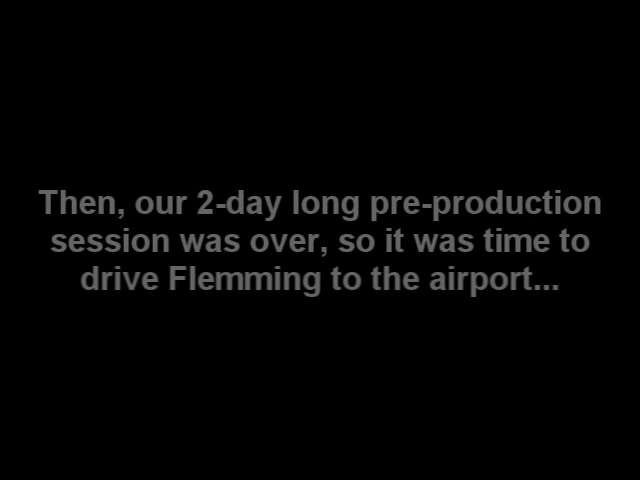 Then, our 2-day long pre-production
session was over, so it was time to
drive Flemming to the airport...